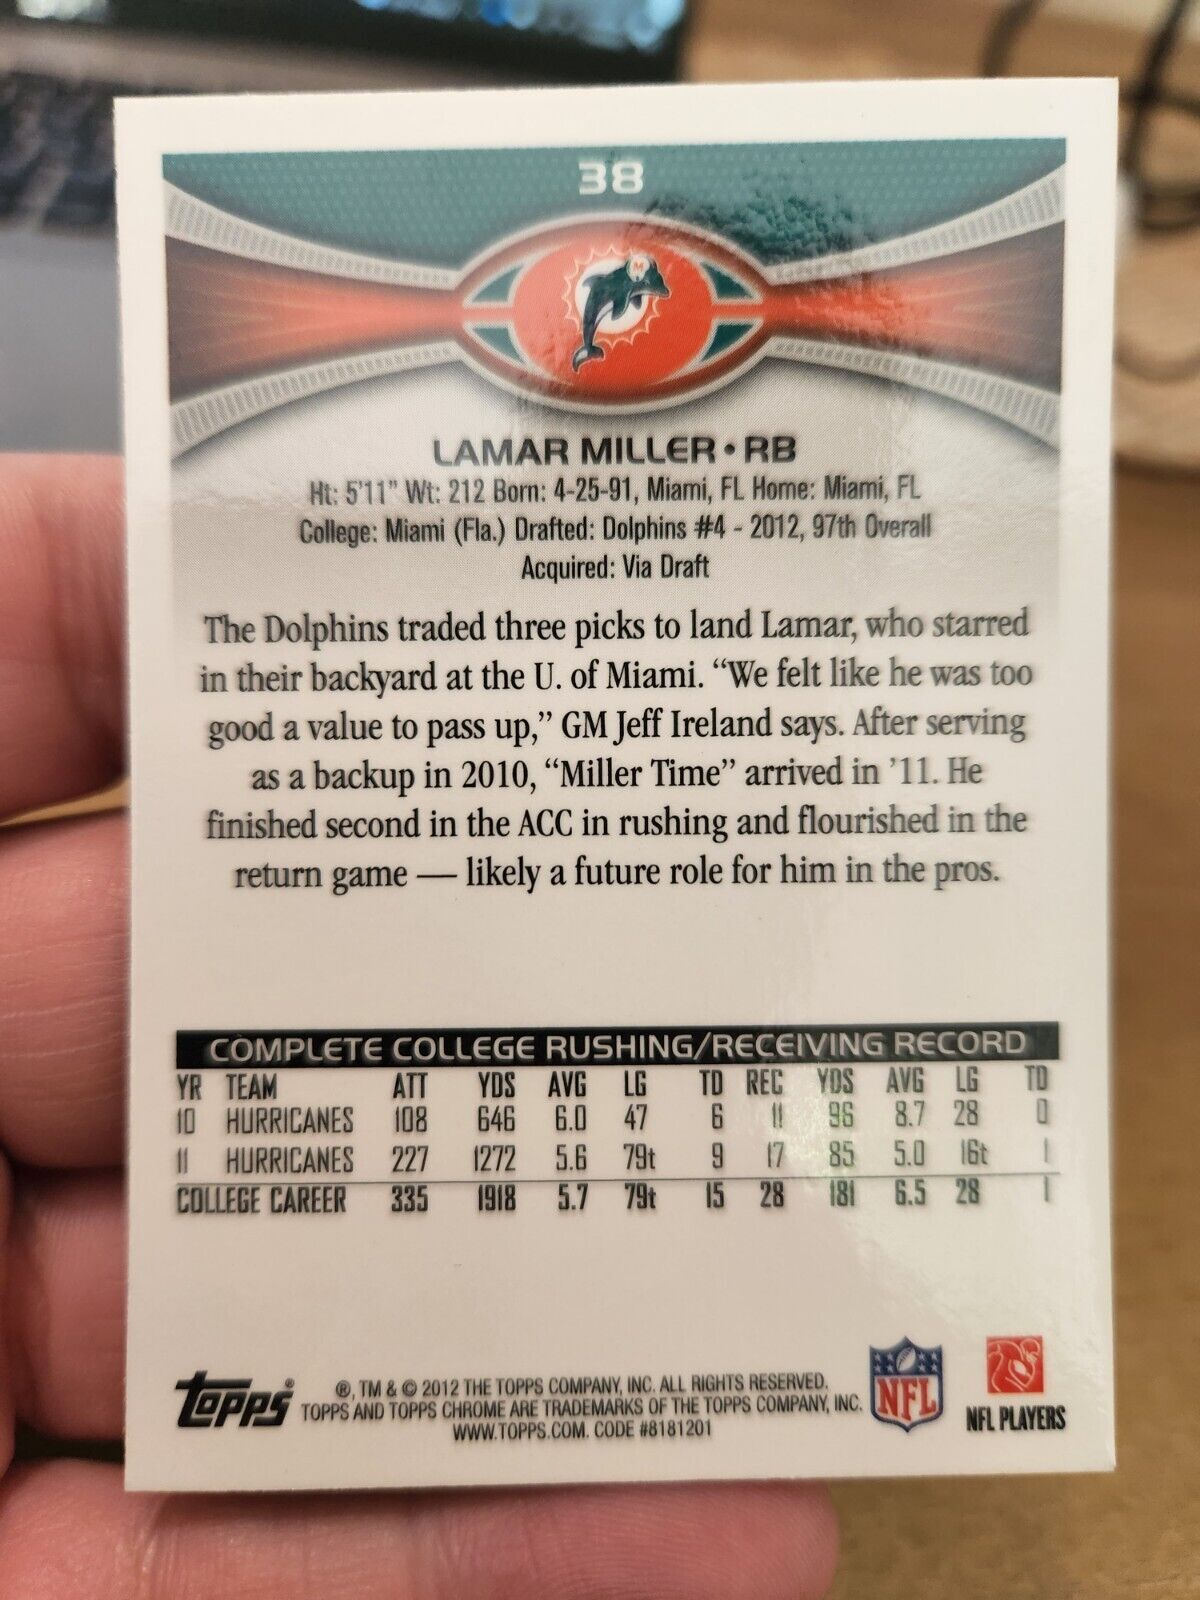 38
LAMAR MILLER • RB
Ht: 5'11" Wt: 212 Born: 4-25-91, Miami, FL Home: Miami, FL
College: Miami (Fla.) Drafted: Dolphins #4 - 2012, 97th Overall
Acquired: Via Draft
The Dolphins traded three picks to land Lamar, who starred
in their backyard at the U. of Miami. “We felt like he was too
good a value to pass up,” GM Jeff Ireland says. After serving
as a backup in 2010, “Miller Time” arrived in ’11. He
finished second in the ACC in rushing and flourished in the
return game — likely a future role for him in the pros.
COMPLETE COLLEGE RUSHING/RECEIVING RECORD
YR TEAM ATT YDS AVG LG TD REC YDS AVG LG TD
10 HURRICANES 108 646 6.0 47 6 11 96 8.7 28 0
11 HURRICANES 227 1272 5.6 79t 9 17 85 5.0 16t 1
COLLEGE CAREER 335 1918 5.7 79t 15 28 181 6.5 28 1
Topps®
®, TM & © 2012 THE TOPPS COMPANY, INC. ALL RIGHTS RESERVED.
TOPPS AND TOPPS CHROME ARE TRADEMARKS OF THE TOPPS COMPANY, INC.
WWW.TOPPS.COM. CODE #8181201
NFL
NFL PLAYERS